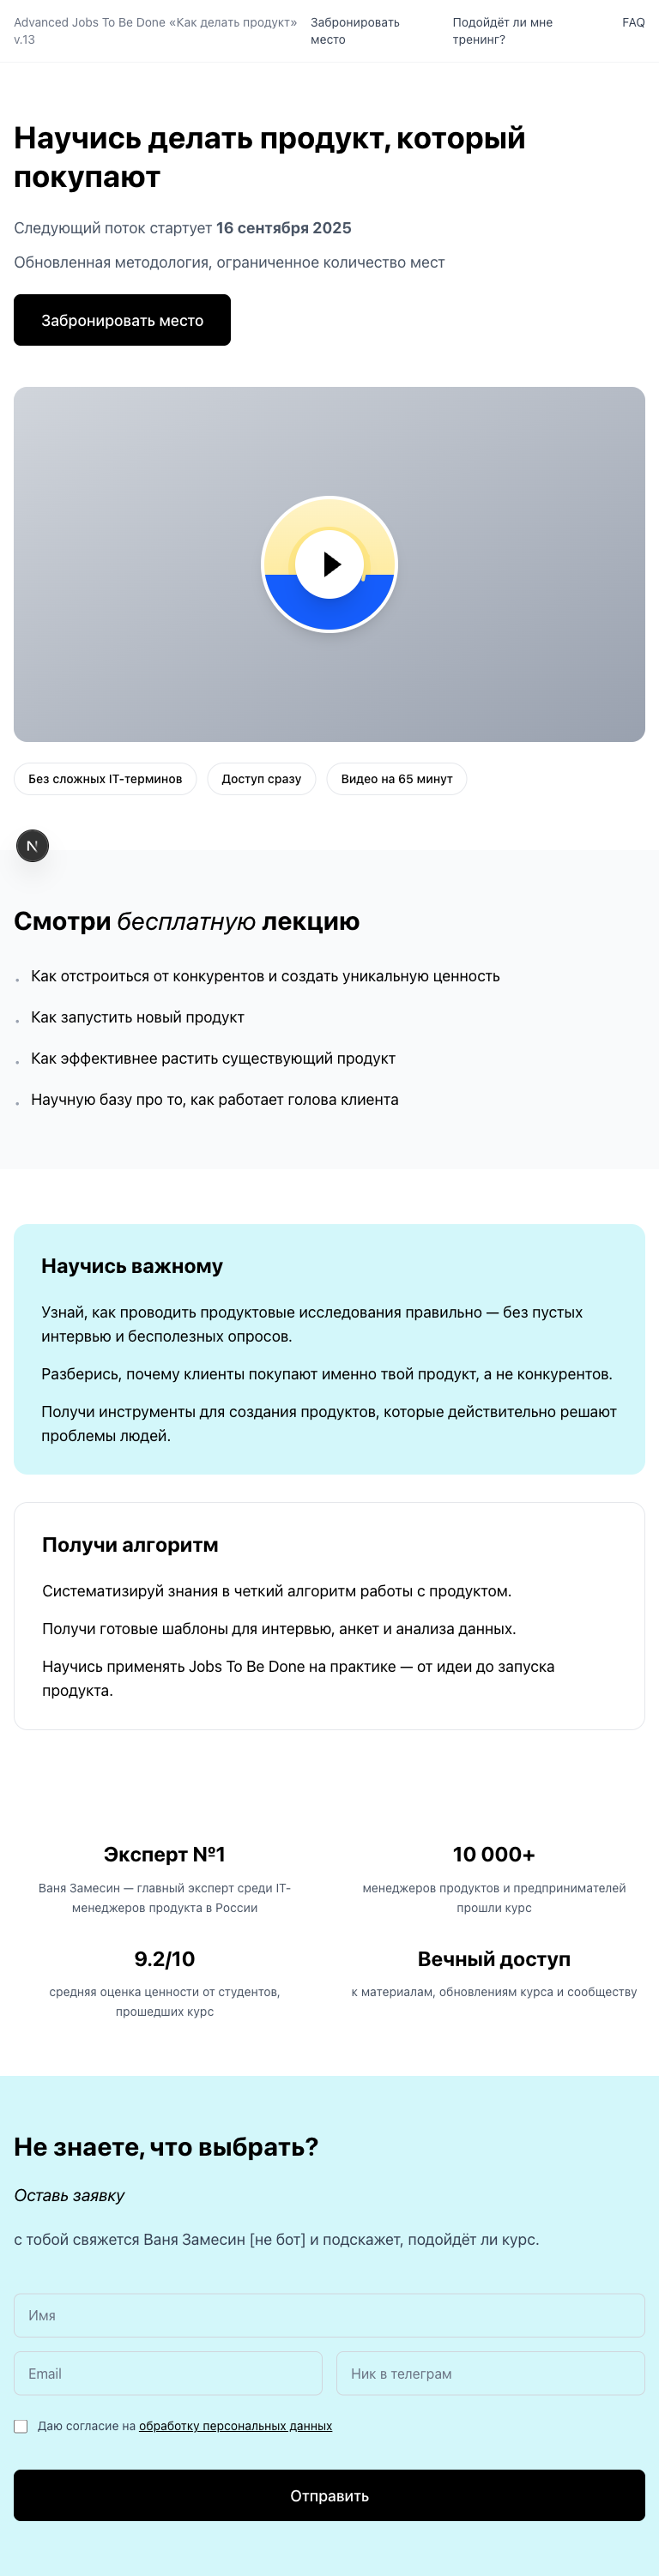 Advanced Jobs To Be Done «Как делать продукт»
v.13
Забронировать
место
Подойдёт ли мне
тренинг?
FAQ
Научись делать продукт, который
покупают
Следующий поток стартует 16 сентября 2025
Обновленная методология, ограниченное количество мест
Забронировать место
Без сложных IT-терминов
Доступ сразу
Видео на 65 минут
N
Смотри бесплатную лекцию
Как отстроиться от конкурентов и создать уникальную ценность
Как запустить новый продукт
Как эффективнее растить существующий продукт
Научную базу про то, как работает голова клиента
Научись важному
Узнай, как проводить продуктовые исследования правильно — без пустых
интервью и бесполезных опросов.
Разберись, почему клиенты покупают именно твой продукт, а не конкурентов.
Получи инструменты для создания продуктов, которые действительно решают
проблемы людей.
Получи алгоритм
Систематизируй знания в четкий алгоритм работы с продуктом.
Получи готовые шаблоны для интервью, анкет и анализа данных.
Научись применять Jobs To Be Done на практике — от идеи до запуска
продукта.
Эксперт №1
Ваня Замесин — главный эксперт среди IT-
менеджеров продукта в России
10 000+
менеджеров продуктов и предпринимателей
прошли курс
9.2/10
средняя оценка ценности от студентов,
прошедших курс
Вечный доступ
к материалам, обновлениям курса и сообществу
Не знаете, что выбрать?
Оставь заявку
с тобой свяжется Ваня Замесин [не бот] и подскажет, подойдёт ли курс.
Имя
Email
Ник в телеграм
Даю согласие на обработку персональных данных
Отправить